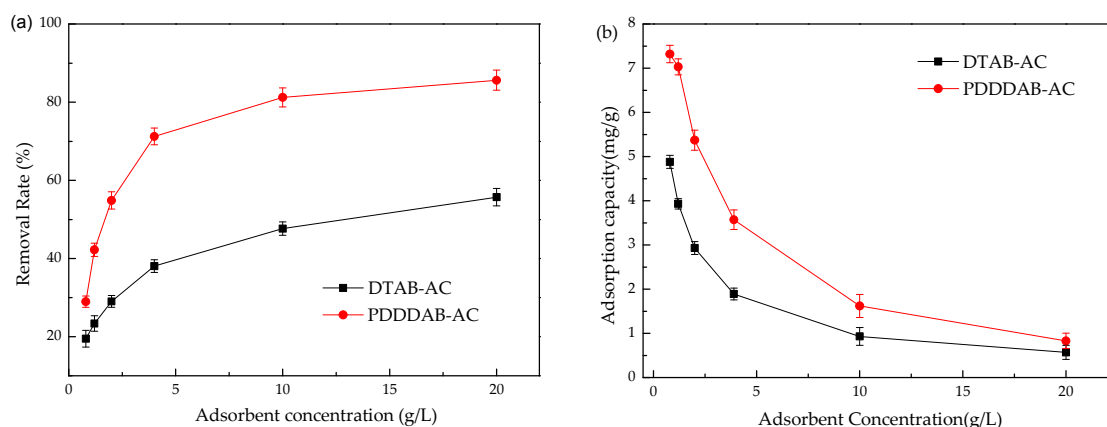 (a)
100
80
60
40
20
Removal Rate (%)
DTAB-AC
PDDDAB-AC
0
5
10
15
20
Adsorbent concentration (g/L)
(b)
8
7
6
5
4
3
2
1
0
Adsorption capacity(mg/g)
DTAB-AC
PDDDAB-AC
0
5
10
15
20
Adsorbent Concentration(g/L)